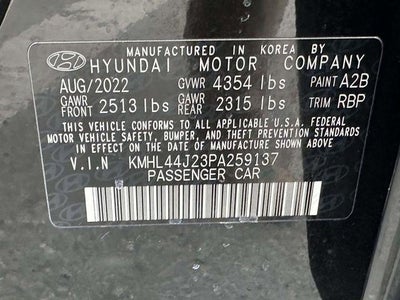 MANUFACTURED IN KOREA BY
HYUNDAI MOTOR COMPANY
AUG/2022 GVWR 4354 lbs PAINT A2B
GAWR FRONT 2513 lbs GAWR REAR 2315 lbs TRIM RBP
THIS VEHICLE CONFORMS TO ALL APPLICABLE U.S.A. FEDERAL
MOTOR VEHICLE SAFETY, BUMPER, AND THEFT PREVENTION STANDARDS
IN EFFECT ON THE DATE OF MANUFACTURE SHOWN ABOVE.
V.I.N KMHL44J23PA259137
PASSENGER CAR